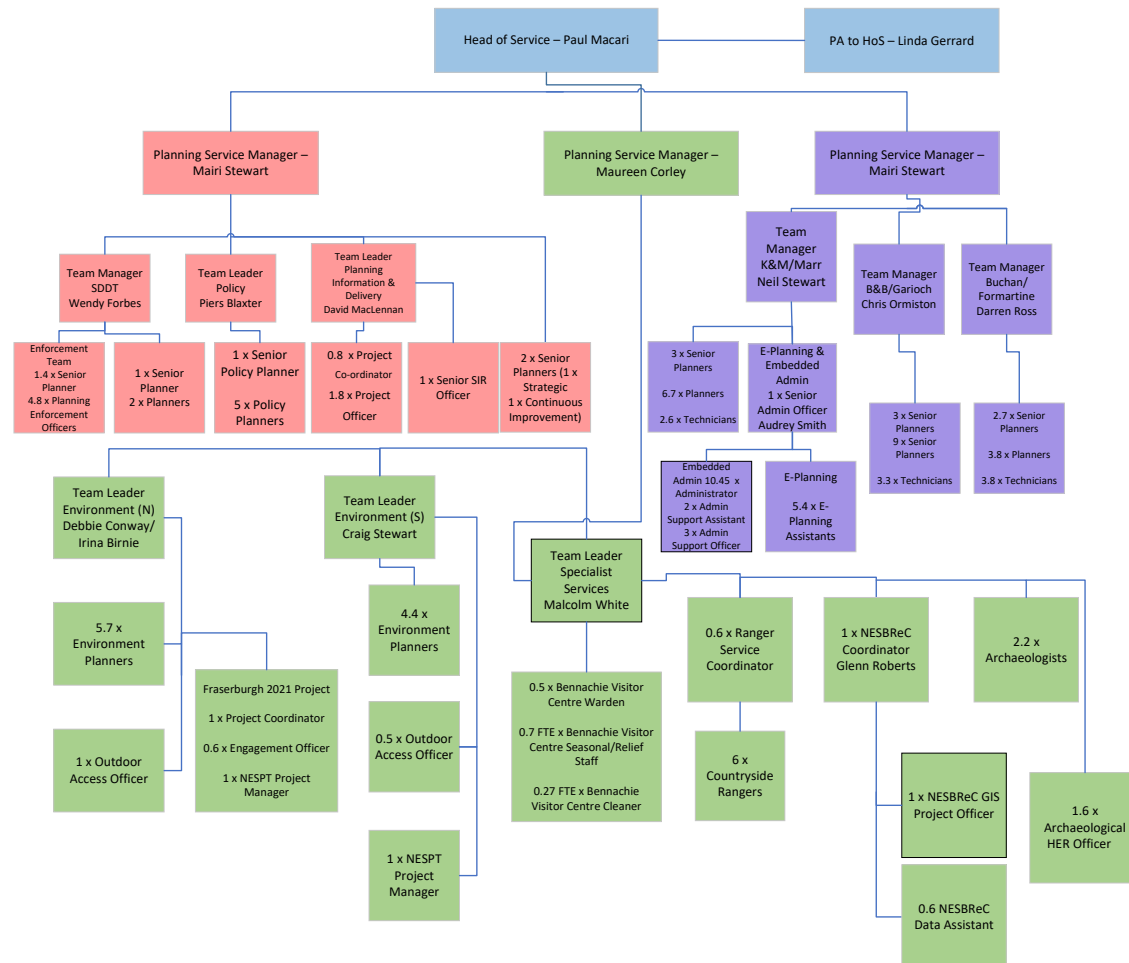 Head of Service – Paul Macari
PA to HoS – Linda Gerrard
Planning Service Manager –
Mairi Stewart
Planning Service Manager –
Maureen Corley
Planning Service Manager –
Mairi Stewart
Team Manager
SDDT
Wendy Forbes
Team Leader
Policy
Piers Blaxter
Team Leader
Planning
Information &
Delivery
David MacLennan
Team
Manager
K&M/Marr
Neil Stewart
Team Manager
B&B/Garioch
Chris Ormiston
Team Manager
Buchan/
Formartine
Darren Ross
Enforcement
Team
1.4 x Senior
Planner
4.8 x Planning
Enforcement
Officers
1 x Senior
Planner
2 x Planners
1 x Senior
Policy Planner
5 x Policy
Planners
0.8 x Project
Co-ordinator
1.8 x Project
Officer
1 x Senior SIR
Officer
2 x Senior
Planners (1 x
Strategic
1 x Continuous
Improvement)
3 x Senior
Planners
6.7 x Planners
2.6 x Technicians
E-Planning &
Embedded
Admin
1 x Senior
Admin Officer
Audrey Smith
3 x Senior
Planners
9 x Senior
Planners
3.3 x Technicians
2.7 x Senior
Planners
3.8 x Planners
3.8 x Technicians
Embedded
Admin 10.45 x
Administrator
2 x Admin
Support Assistant
3 x Admin
Support Officer
E-Planning
5.4 x E-
Planning
Assistants
Team Leader
Environment (N)
Debbie Conway/
Irina Birnie
Team Leader
Environment (S)
Craig Stewart
Team Leader
Specialist
Services
Malcolm White
5.7 x
Environment
Planners
4.4 x
Environment
Planners
0.6 x Ranger
Service
Coordinator
1 x NESBReC
Coordinator
Glenn Roberts
2.2 x
Archaeologists
Fraserburgh 2021 Project
1 x Project Coordinator
0.6 x Engagement Officer
1 x NESPT Project
Manager
0.5 x Bennachie Visitor
Centre Warden
0.7 FTE x Bennachie Visitor
Centre Seasonal/Relief
Staff
0.27 FTE x Bennachie
Visitor Centre Cleaner
1 x Outdoor
Access Officer
0.5 x Outdoor
Access Officer
6 x
Countryside
Rangers
1 x NESBReC GIS
Project Officer
1.6 x
Archaeological
HER Officer
1 x NESPT
Project
Manager
0.6 NESBReC
Data Assistant